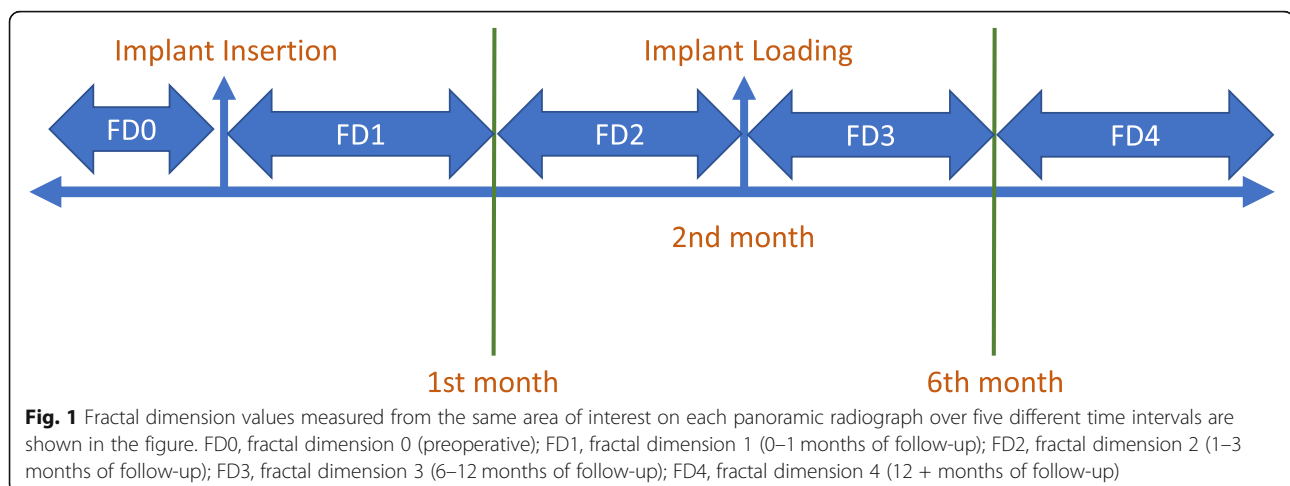 Implant Insertion
Implant Loading
FD0
FD1
FD2
FD3
FD4
2nd month
1st month
6th month
Fig. 1 Fractal dimension values measured from the same area of interest on each panoramic radiograph over five different time intervals are
shown in the figure. FD0, fractal dimension 0 (preoperative); FD1, fractal dimension 1 (0–1 months of follow-up); FD2, fractal dimension 2 (1–3
months of follow-up); FD3, fractal dimension 3 (6–12 months of follow-up); FD4, fractal dimension 4 (12 + months of follow-up)